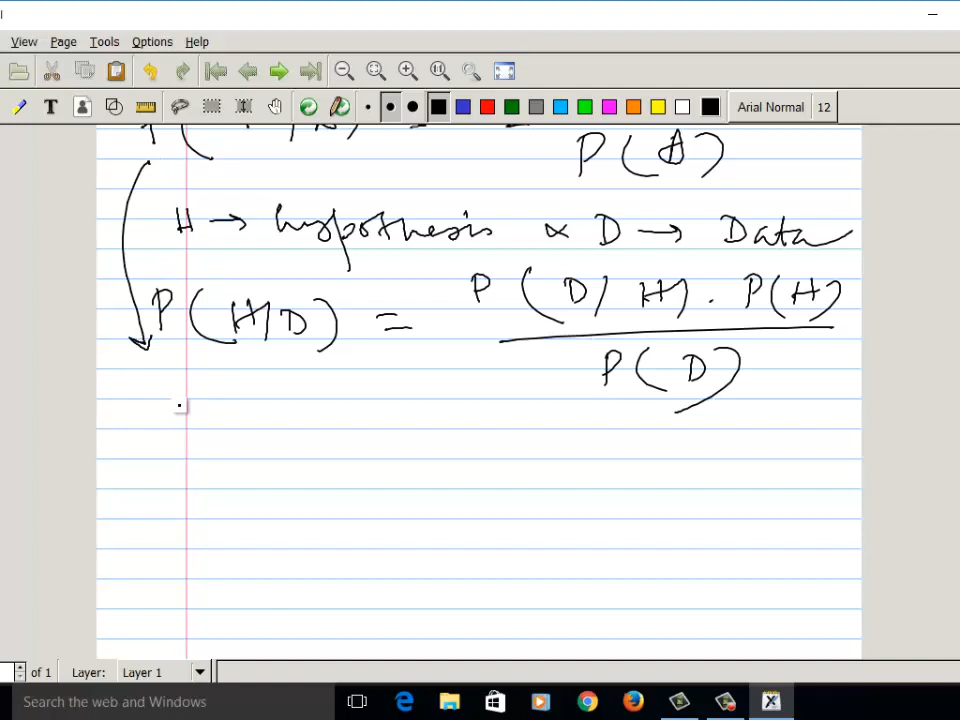 View Page Tools Options Help
Arial Normal 12
P(A)
H → hypothesis & D → Data
P(H/D) = P(D/H) . P(H)
P(D)
of 1 Layer: Layer 1
Search the web and Windows